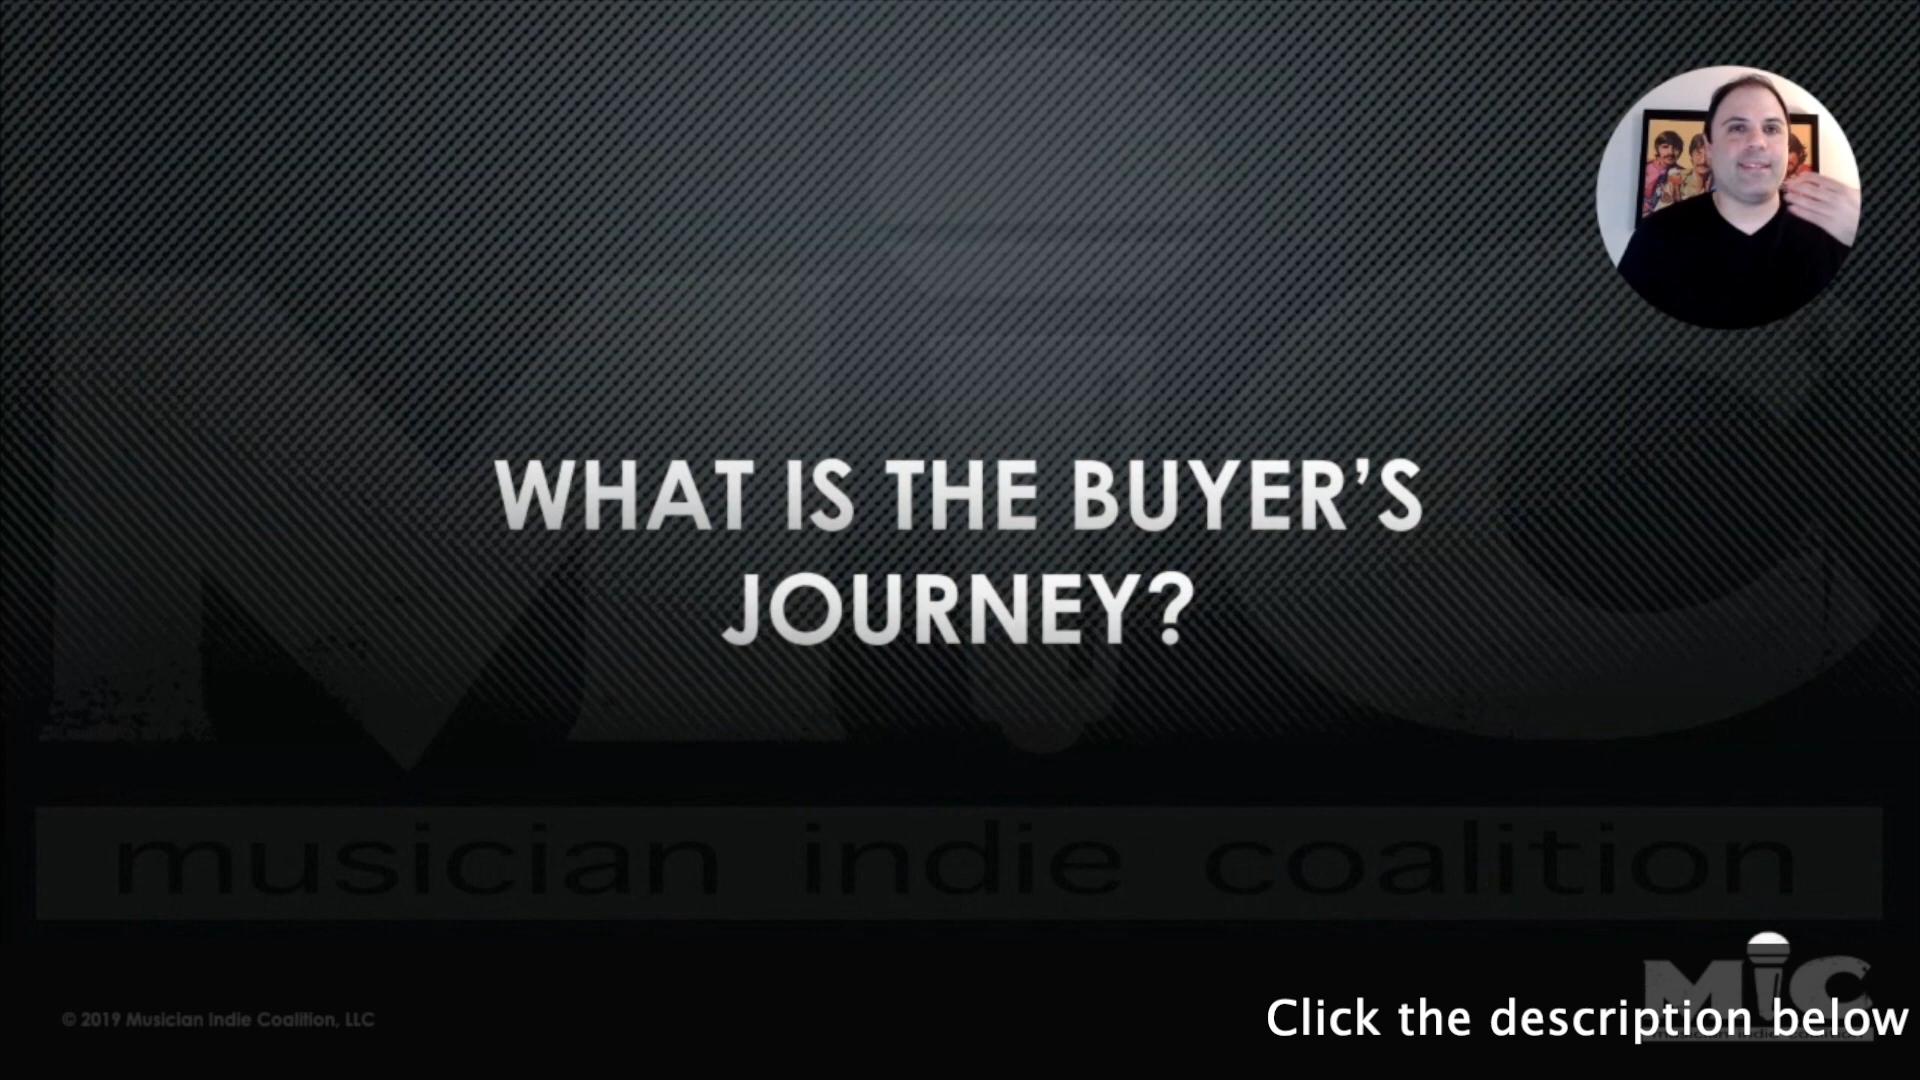 WHAT IS THE BUYER’S
JOURNEY?
musician indie coalition
© 2019 Musician Indie Coalition, LLC
MiC
Click the description below